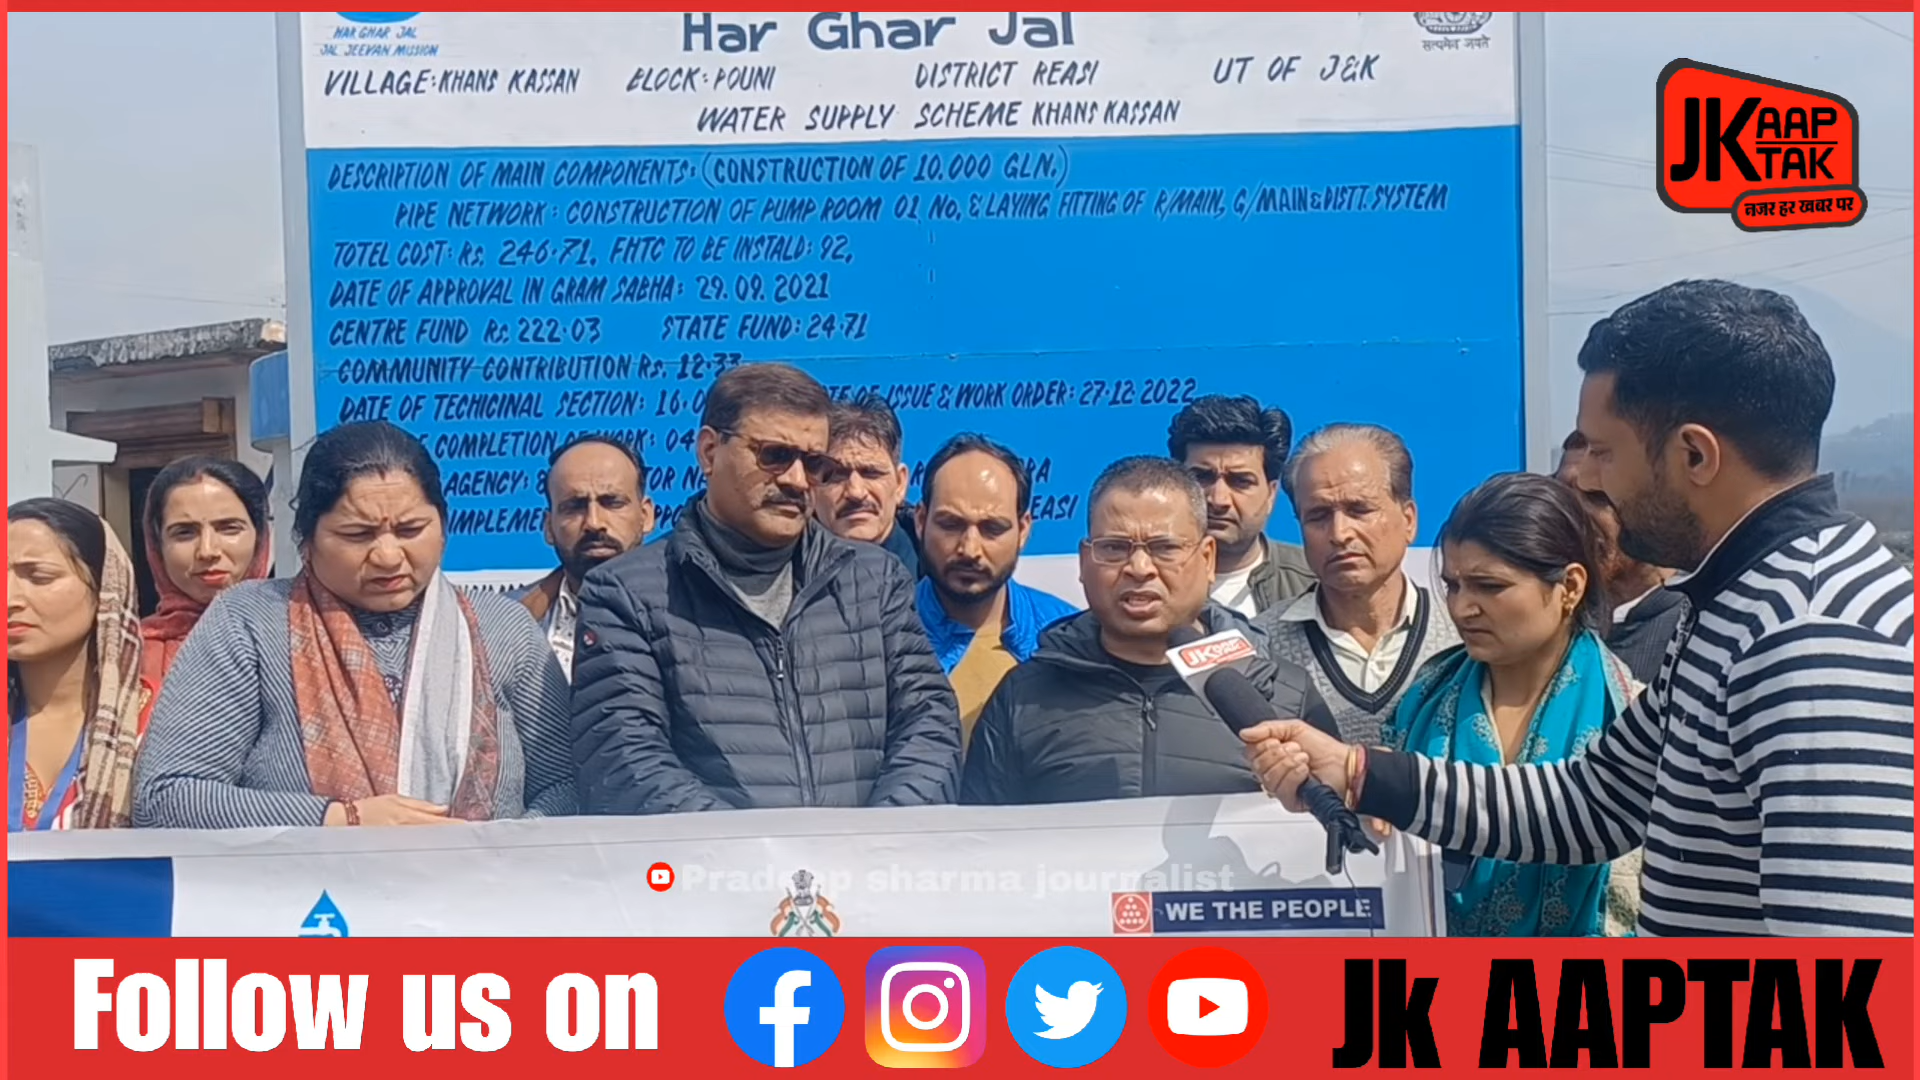 HAR GHAR JAL
JAL JEEVAN MISSION
Har Ghar Jal
सत्यमेव जयते
VILLAGE: KHANS KASSAN BLOCK: POUNI DISTRICT REASI UT OF J&K
WATER SUPPLY SCHEME KHANS KASSAN
DESCRIPTION OF MAIN COMPONENTS: (CONSTRUCTION OF 10.000 GLN.)
PIPE NETWORK: CONSTRUCTION OF PUMP ROOM 01 No. & LAYING FITTING OF R/MAIN, G/MAIN & DISTT. SYSTEM
TOTEL COST: Rs. 246.71, FHTC TO BE INSTALD: 92,
DATE OF APPROVAL IN GRAM SABHA: 29.09.2021
CENTRE FUND Rs. 222.03 STATE FUND: 24.71
COMMUNITY CONTRIBUTION Rs. 12.33
DATE OF TECHICINAL SECTION: 16.0 OF ISSUE & WORK ORDER: 27-12 2022
COMPLETION OF WORK: 04
AGENCY:
IMPLEME EASI
JK AAP TAK
नजर हर खबर पर
JK
Pradeep sharma journalist
WE THE PEOPLE
Follow us on Jk AAPTAK